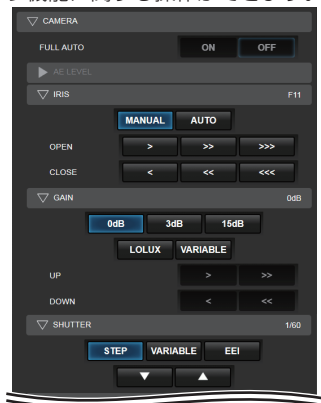 CAMERA
FULL AUTO ON OFF
AE LEVEL
IRIS F11
MANUAL AUTO
OPEN > >> >>>
CLOSE < << <<<
GAIN 0dB
0dB 3dB 15dB
LOLUX VARIABLE
UP > >>
DOWN < <<
SHUTTER 1/60
STEP VARIABLE EEI